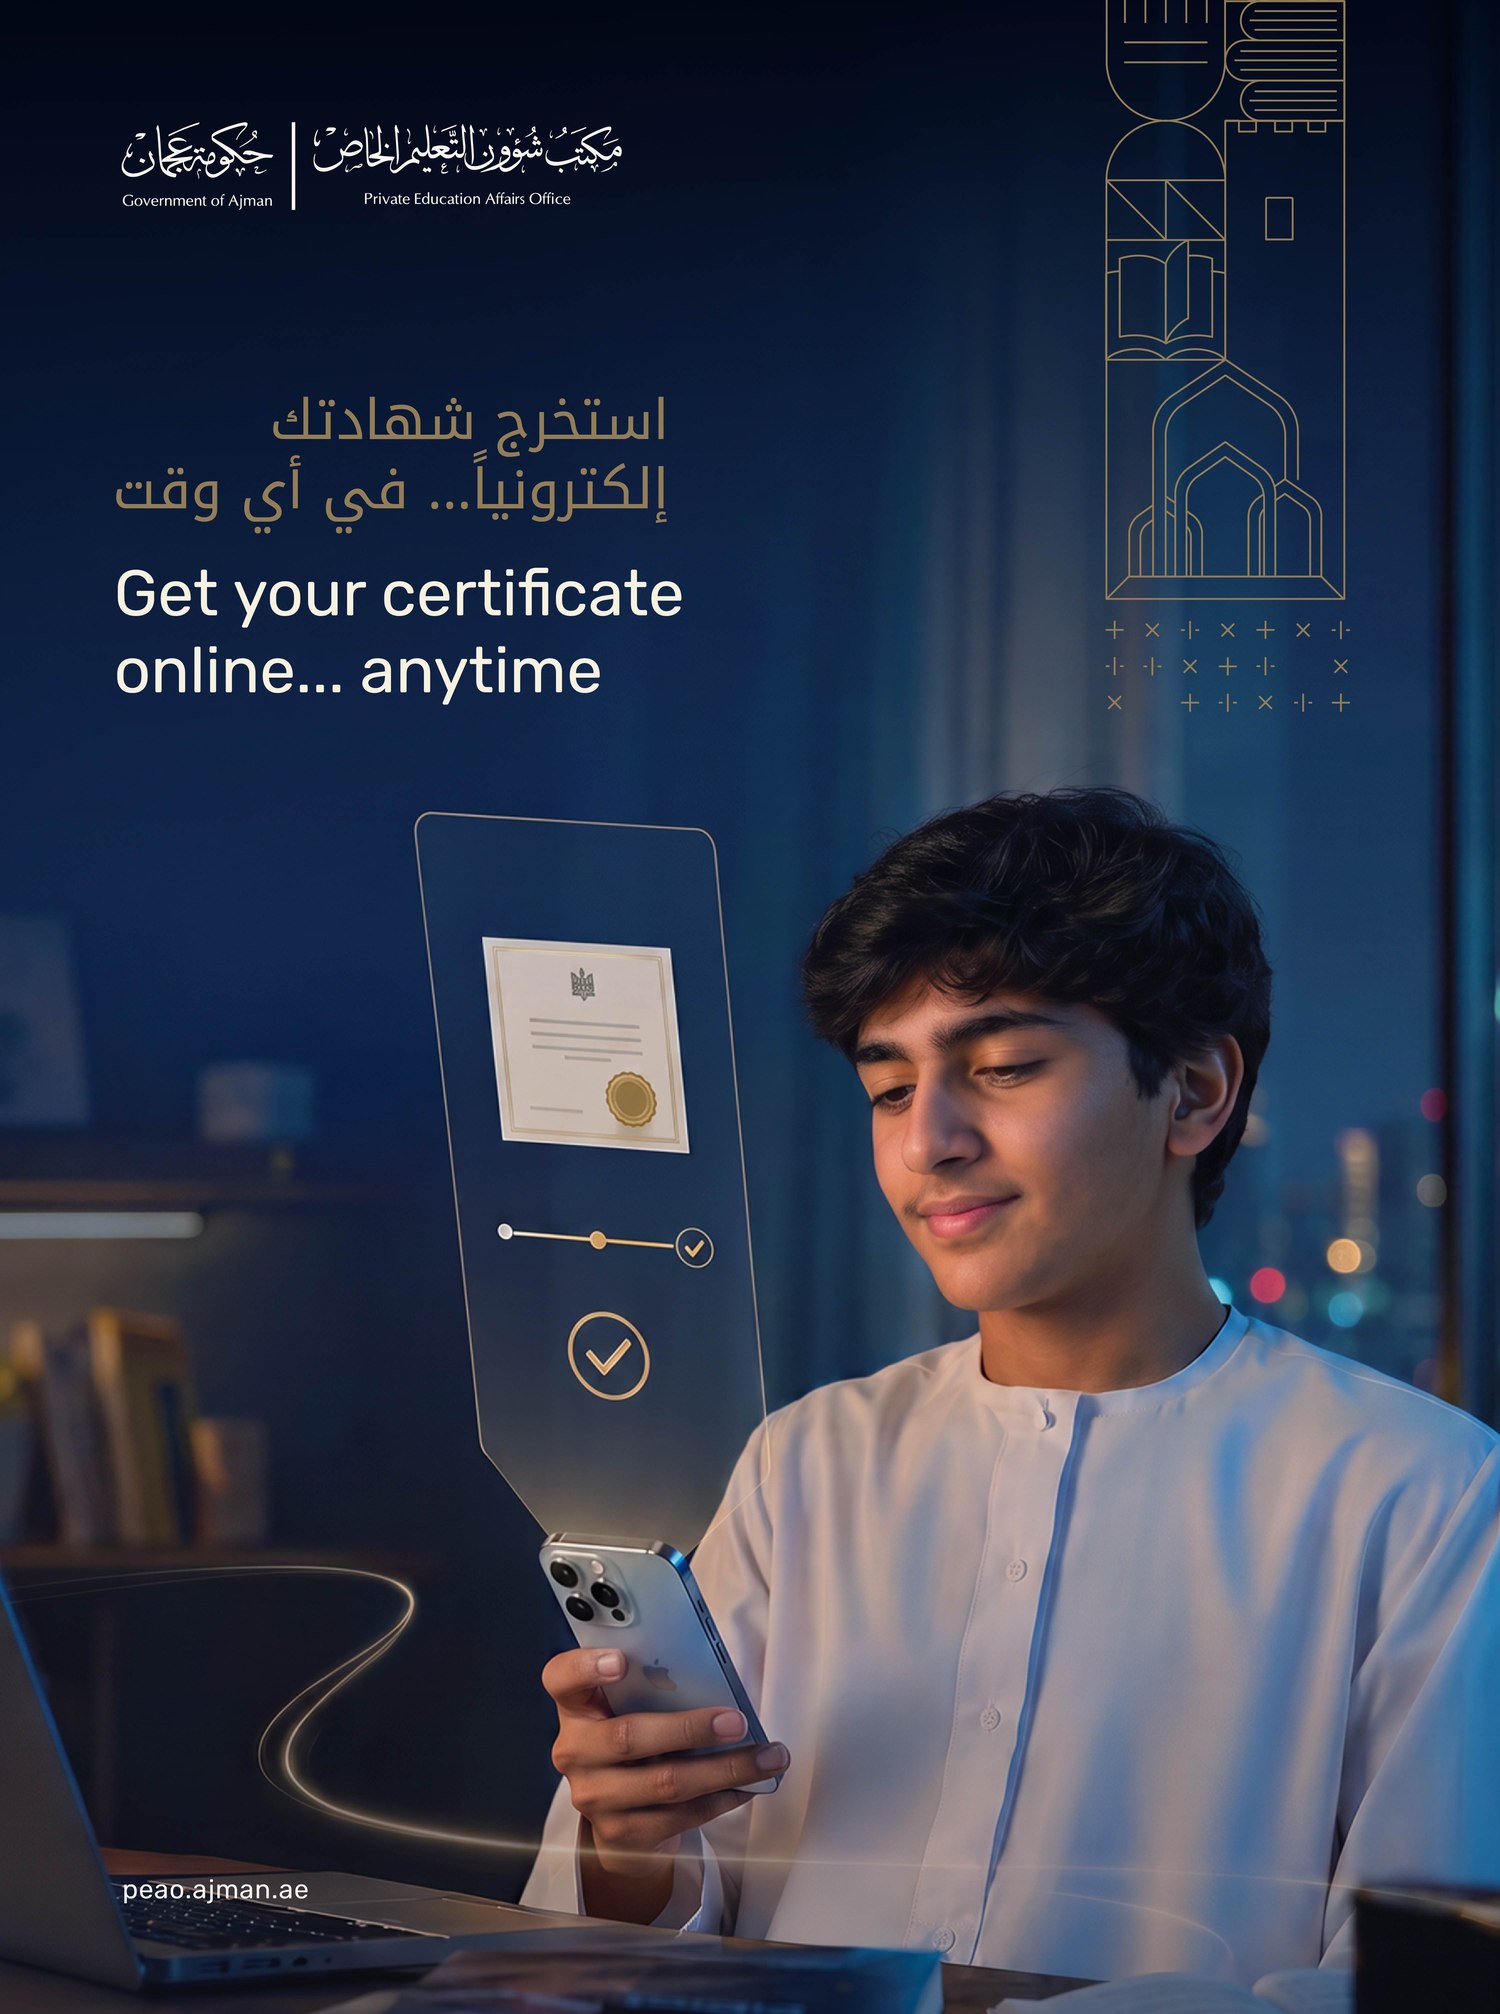 حكومة عجمان
Government of Ajman
مكتب شؤون التعليم الخاص
Private Education Affairs Office
استخرج شهادتك
إلكترونياً... في أي وقت
Get your certificate
online... anytime
peao.ajman.ae